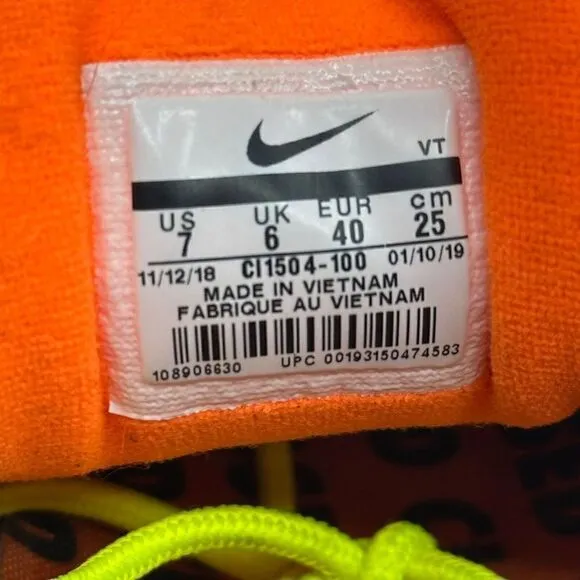 VT
US UK EUR cm
7 6 40 25
11/12/18 CI1504-100 01/10/19
MADE IN VIETNAM
FABRIQUE AU VIETNAM
108906630 UPC 00193150474583